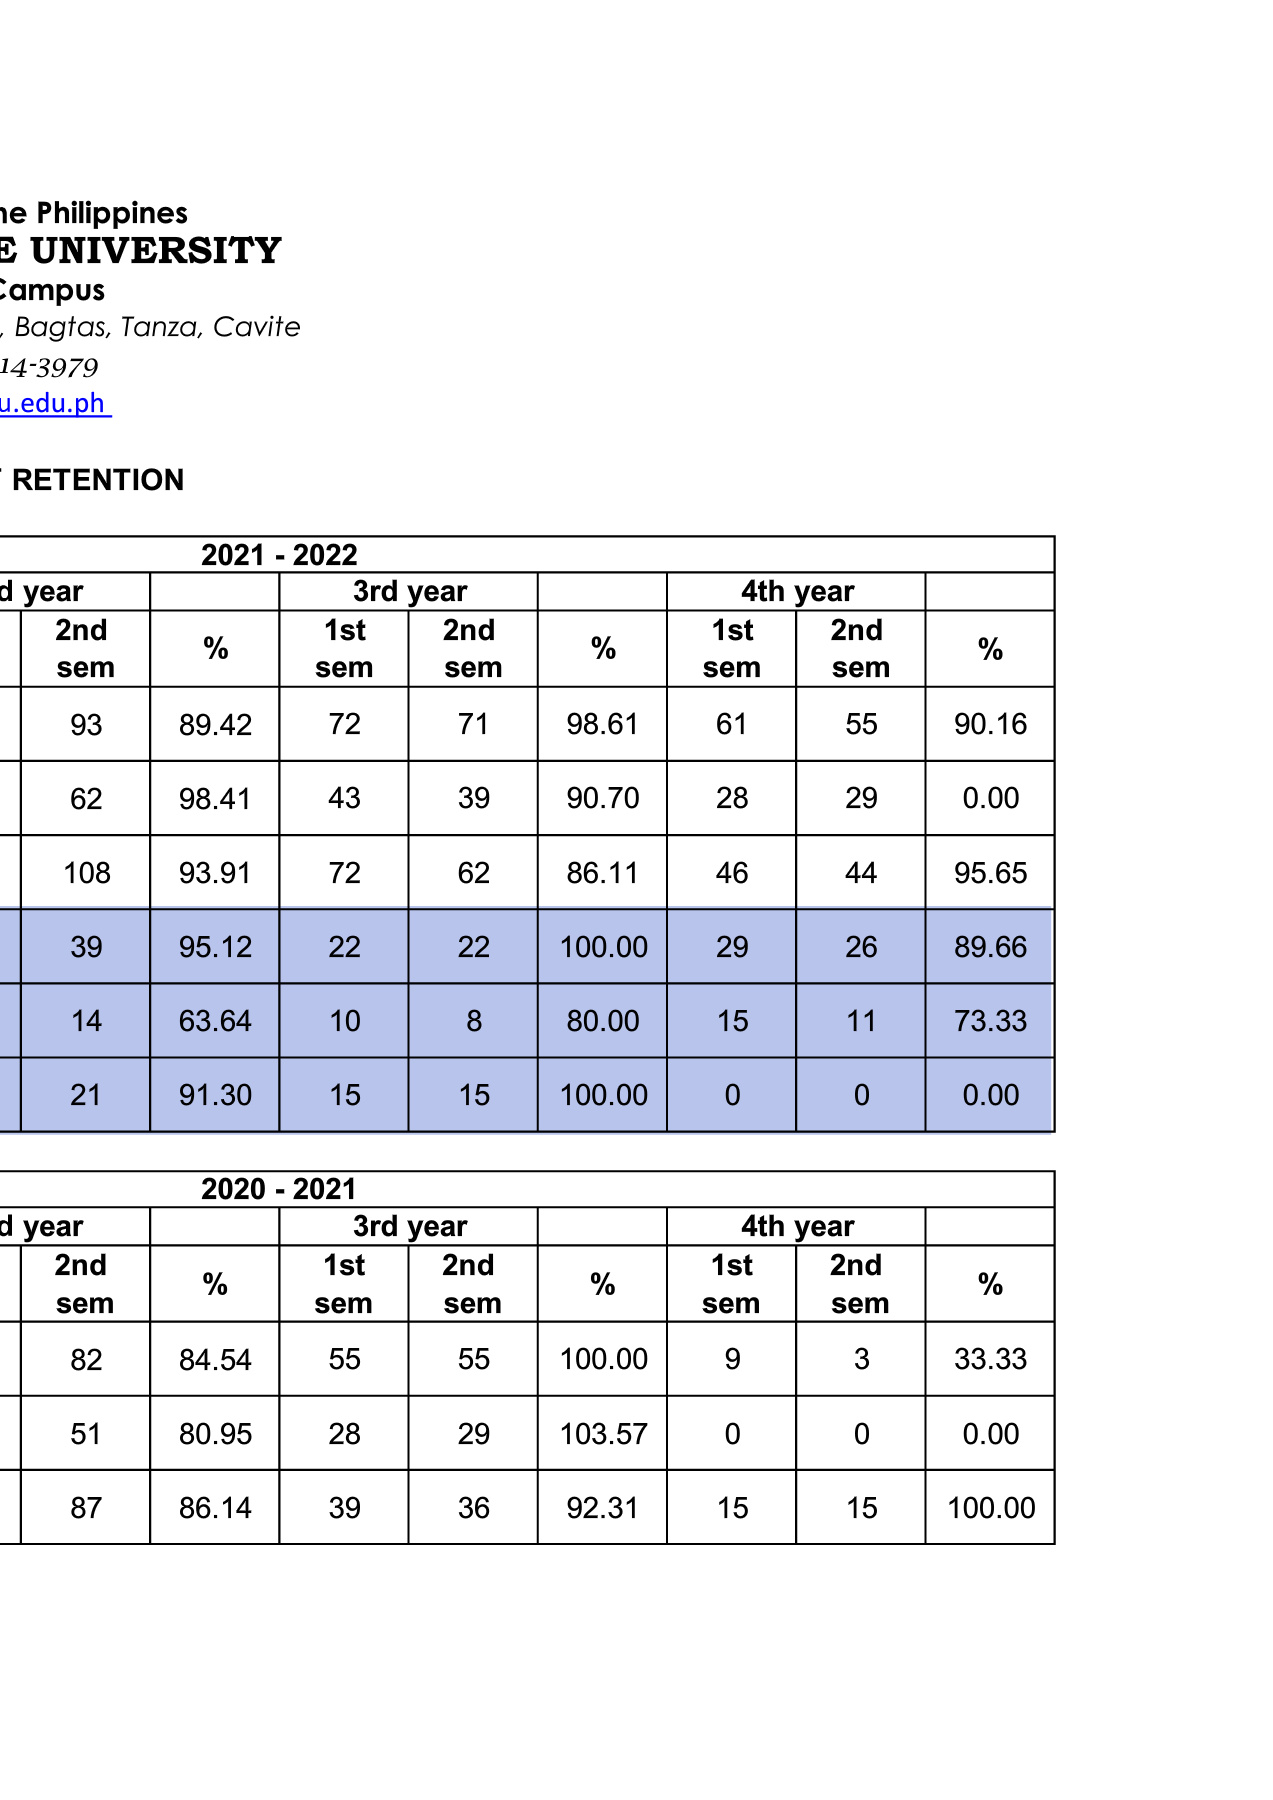 ne Philippines
E UNIVERSITY
Campus
, Bagtas, Tanza, Cavite
14-3979
u.edu.ph
RETENTION
2021 - 2022
d year 3rd year 4th year
2nd sem % 1st sem 2nd sem % 1st sem 2nd sem %
93 89.42 72 71 98.61 61 55 90.16
62 98.41 43 39 90.70 28 29 0.00
108 93.91 72 62 86.11 46 44 95.65
39 95.12 22 22 100.00 29 26 89.66
14 63.64 10 8 80.00 15 11 73.33
21 91.30 15 15 100.00 0 0 0.00
2020 - 2021
d year 3rd year 4th year
2nd sem % 1st sem 2nd sem % 1st sem 2nd sem %
82 84.54 55 55 100.00 9 3 33.33
51 80.95 28 29 103.57 0 0 0.00
87 86.14 39 36 92.31 15 15 100.00